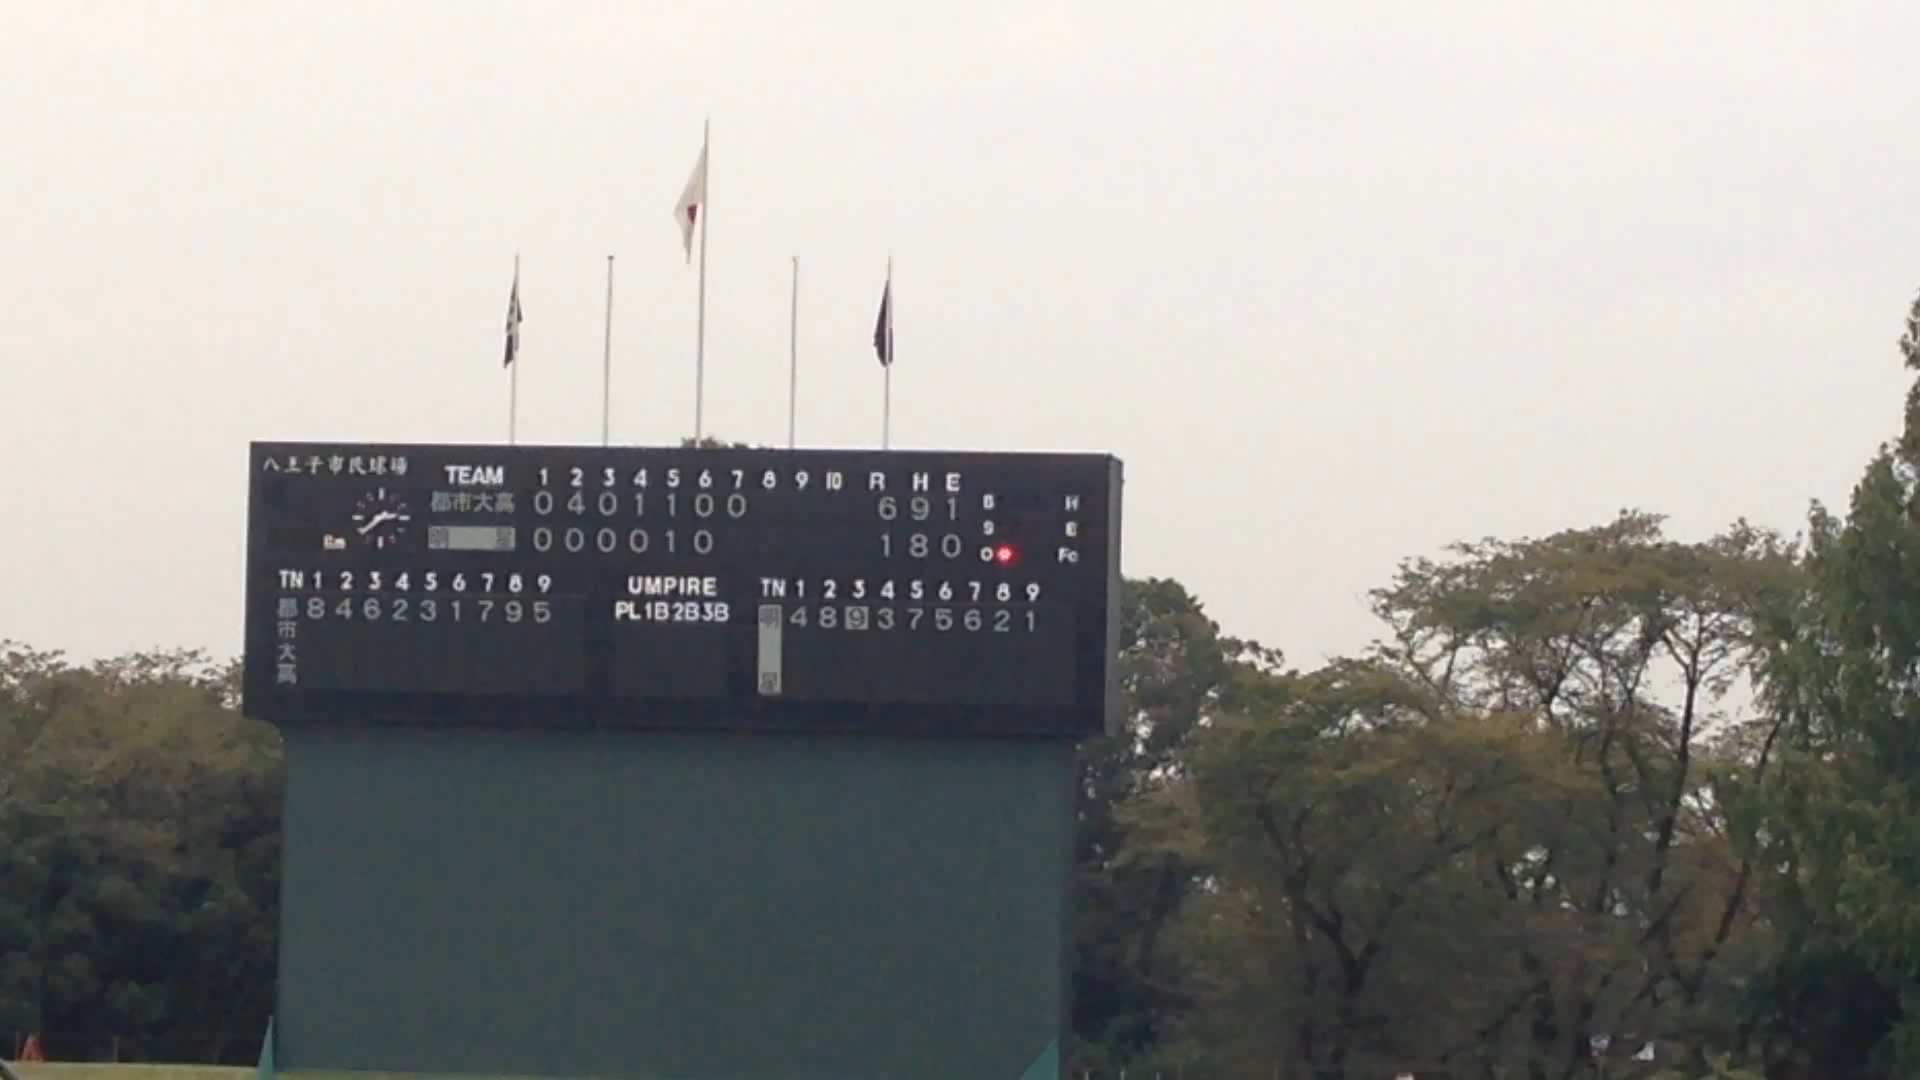 八王子市民球場
TEAM 1 2 3 4 5 6 7 8 9 10 R H E
都市大高 0 4 0 1 1 0 0 6 9 1 B H
明星 0 0 0 0 1 0 1 8 0 S E
O Fc
TN 1 2 3 4 5 6 7 8 9 UMPIRE TN 1 2 3 4 5 6 7 8 9
都市大高 8 4 6 2 3 1 7 9 5 PL 1B 2B 3B 明星 4 8 9 3 7 5 6 2 1